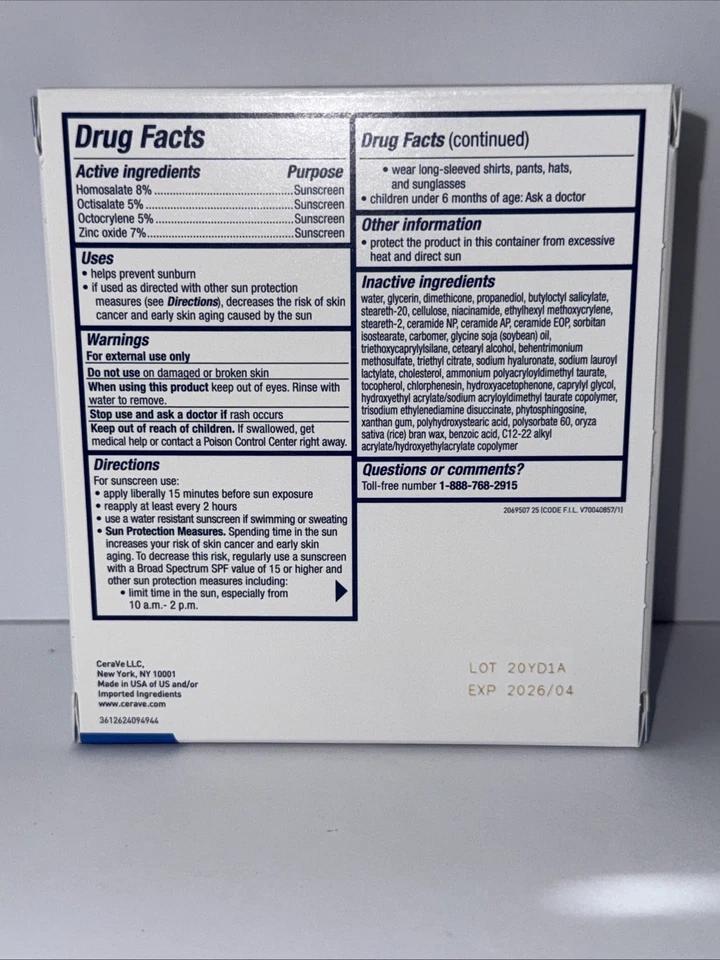 Drug Facts
Active ingredients Purpose
Homosalate 8%.......................................Sunscreen
Octisalate 5%.........................................Sunscreen
Octocrylene 5%......................................Sunscreen
Zinc oxide 7%.........................................Sunscreen
Uses
• helps prevent sunburn
• if used as directed with other sun protection
measures (see Directions), decreases the risk of skin
cancer and early skin aging caused by the sun
Warnings
For external use only
Do not use on damaged or broken skin
When using this product keep out of eyes. Rinse with
water to remove.
Stop use and ask a doctor if rash occurs
Keep out of reach of children. If swallowed, get
medical help or contact a Poison Control Center right away.
Directions
For sunscreen use:
• apply liberally 15 minutes before sun exposure
• reapply at least every 2 hours
• use a water resistant sunscreen if swimming or sweating
• Sun Protection Measures. Spending time in the sun
increases your risk of skin cancer and early skin
aging. To decrease this risk, regularly use a sunscreen
with a Broad Spectrum SPF value of 15 or higher and
other sun protection measures including:
• limit time in the sun, especially from
10 a.m.- 2 p.m.
Drug Facts (continued)
• wear long-sleeved shirts, pants, hats,
and sunglasses
• children under 6 months of age: Ask a doctor
Other information
• protect the product in this container from excessive
heat and direct sun
Inactive ingredients
water, glycerin, dimethicone, propanediol, butyloctyl salicylate,
steareth-20, cellulose, niacinamide, ethylhexyl methoxycrylene,
steareth-2, ceramide NP, ceramide AP, ceramide EOP, sorbitan
isostearate, carbomer, glycine soja (soybean) oil,
triethoxycaprylylsilane, cetearyl alcohol, behentrimonium
methosulfate, triethyl citrate, sodium hyaluronate, sodium lauroyl
lactylate, cholesterol, ammonium polyacryloyldimethyl taurate,
tocopherol, chlorphenesin, hydroxyacetophenone, caprylyl glycol,
hydroxyethyl acrylate/sodium acryloyldimethyl taurate copolymer,
trisodium ethylenediamine disuccinate, phytosphingosine,
xanthan gum, polyhydroxystearic acid, polysorbate 60, oryza
sativa (rice) bran wax, benzoic acid, C12-22 alkyl
acrylate/hydroxyethylacrylate copolymer
Questions or comments?
Toll-free number 1-888-768-2915
2069507 25 (CODE F.I.L. V70040857/1)
CeraVe LLC,
New York, NY 10001
Made in USA of US and/or
Imported Ingredients
www.cerave.com
3612624094944
LOT 20YD1A
EXP 2026/04